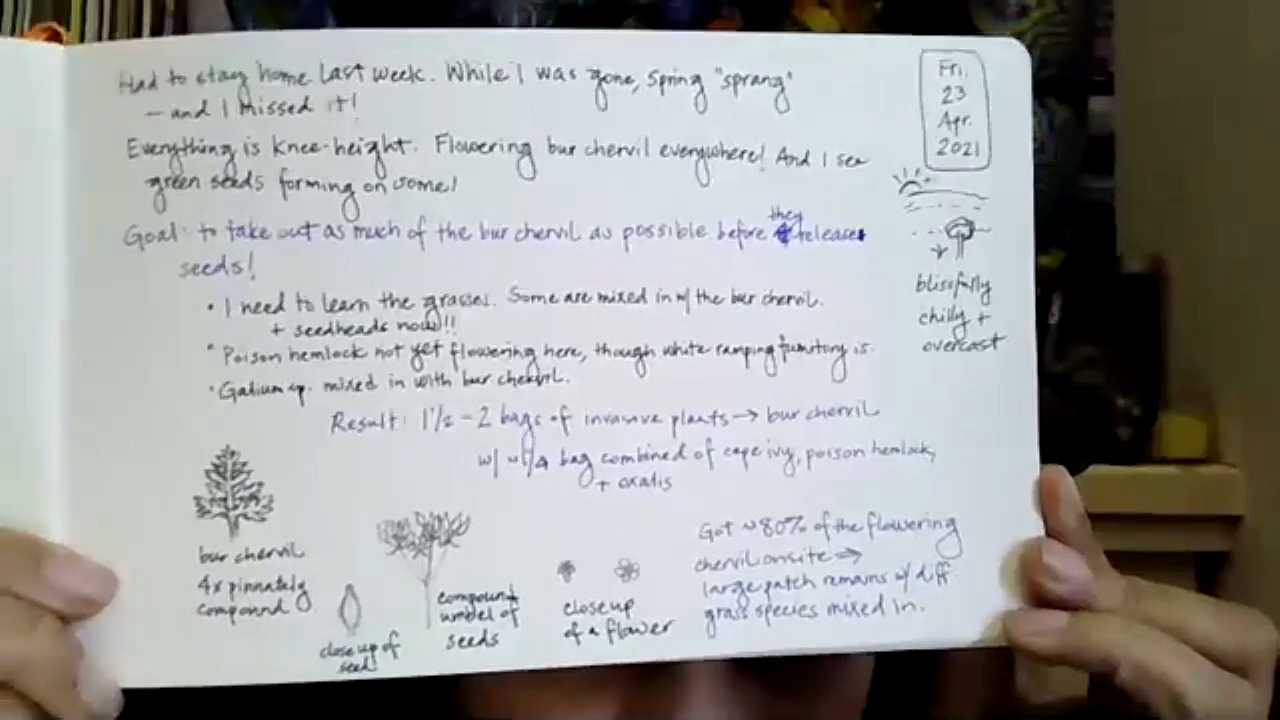 Had to stay home last week. While I was gone, spring "sprang"
— and I missed it!
Everything is knee-height. Flowering bur chervil everywhere! And I see
green seeds forming on some!
Goal: to take out as much of the bur chervil as possible before they release
seeds!
• I need to learn the grasses. Some are mixed in w/ the bur chervil.
+ seedheads now!!
• Poison hemlock not yet flowering here, though white ramping fumitory is.
• Galium sp. mixed in with bur chervil.
Result: 1 1/2 – 2 bags of invasive plants → bur chervil
w/ bag combined of cape ivy, poison hemlock,
+ oxalis
Fri.
23
Apr.
2021
blissfully
chilly +
overcast
bur chervil
4x pinnately
compound
close up of
seed
compound
umbel of
seeds
close up
of a flower
Got ~80% of the flowering
chervil onsite →
large patch remains w/ diff
grass species mixed in.